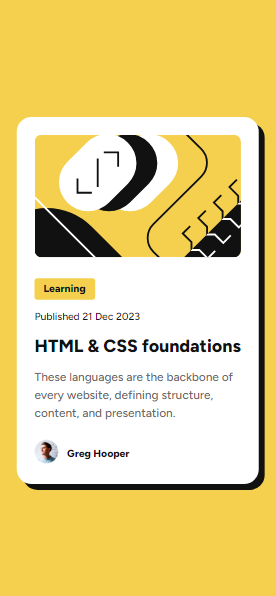 Learning
Published 21 Dec 2023
HTML & CSS foundations
These languages are the backbone of
every website, defining structure,
content, and presentation.
Greg Hooper